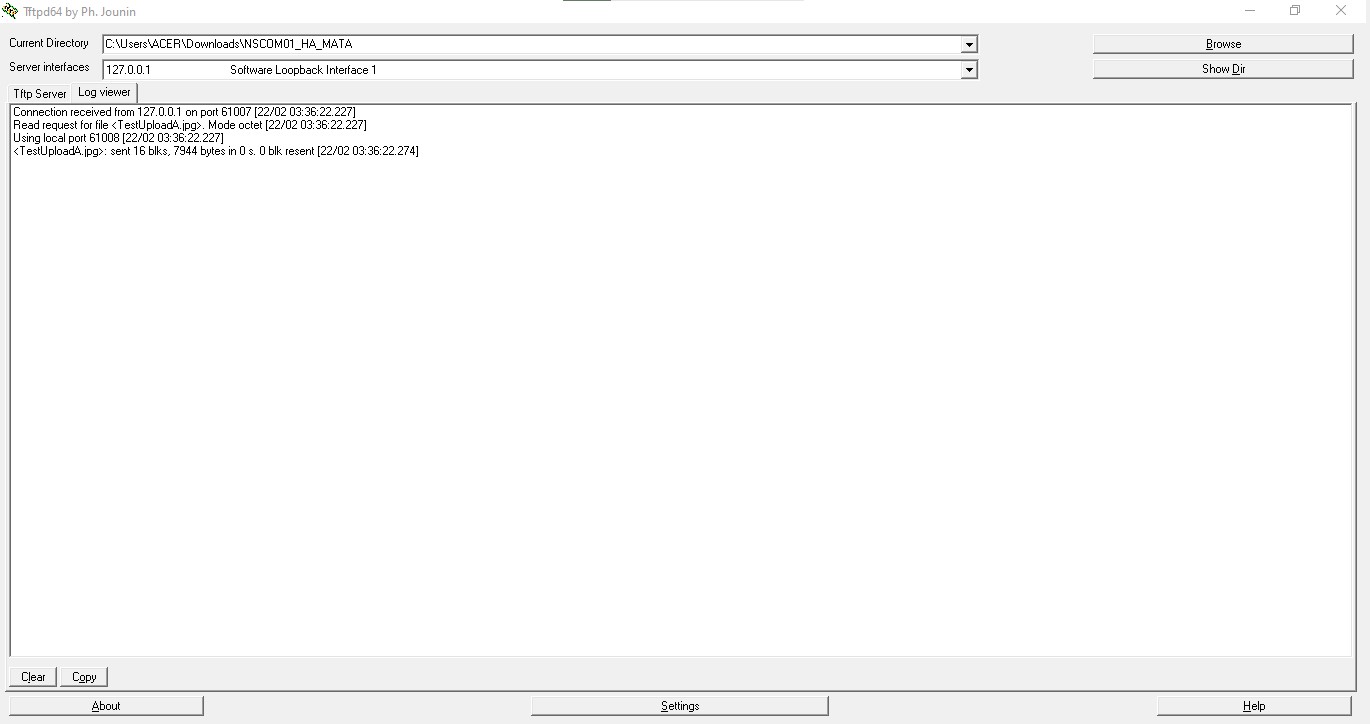 Tftpd64 by Ph. Jounin
Current Directory C:\Users\ACER\Downloads\NSCOM01_HA_MATA Browse
Server interfaces 127.0.0.1 Software Loopback Interface 1 Show Dir
Tftp Server Log viewer
Connection received from 127.0.0.1 on port 61007 [22/02 03:36:22.227]
Read request for file <TestUploadA.jpg>. Mode octet [22/02 03:36:22.227]
Using local port 61008 [22/02 03:36:22.227]
<TestUploadA.jpg>: sent 16 blks, 7944 bytes in 0 s. 0 blk resent [22/02 03:36:22.274]
Clear Copy
About Settings Help